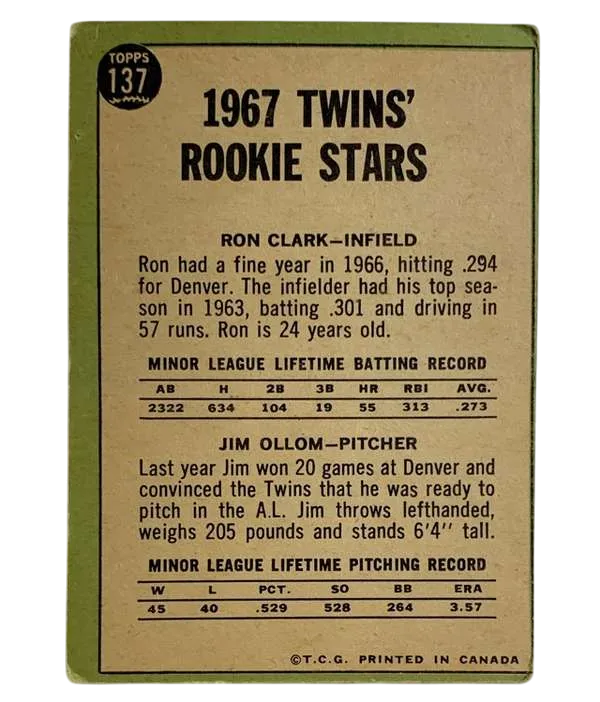 TOPPS
137
1967 TWINS'
ROOKIE STARS
RON CLARK–INFIELD
Ron had a fine year in 1966, hitting .294
for Denver. The infielder had his top sea-
son in 1963, batting .301 and driving in
57 runs. Ron is 24 years old.
MINOR LEAGUE LIFETIME BATTING RECORD
AB H 2B 3B HR RBI AVG.
2322 634 104 19 55 313 .273
JIM OLLOM–PITCHER
Last year Jim won 20 games at Denver and
convinced the Twins that he was ready to
pitch in the A.L. Jim throws lefthanded,
weighs 205 pounds and stands 6'4'' tall.
MINOR LEAGUE LIFETIME PITCHING RECORD
W L PCT. SO BB ERA
45 40 .529 528 264 3.57
©T.C.G. PRINTED IN CANADA